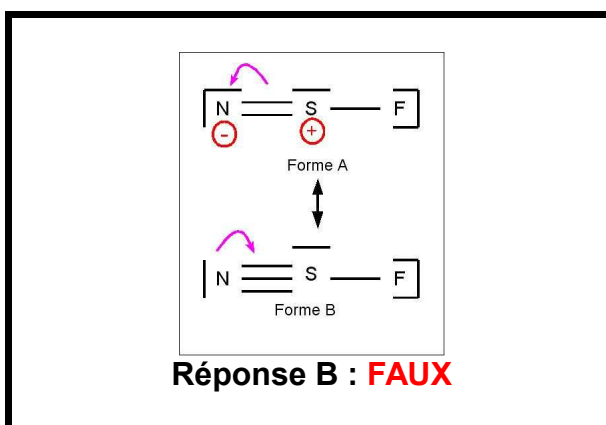 N S F
- +
Forme A
N S F
Forme B
Réponse B : FAUX